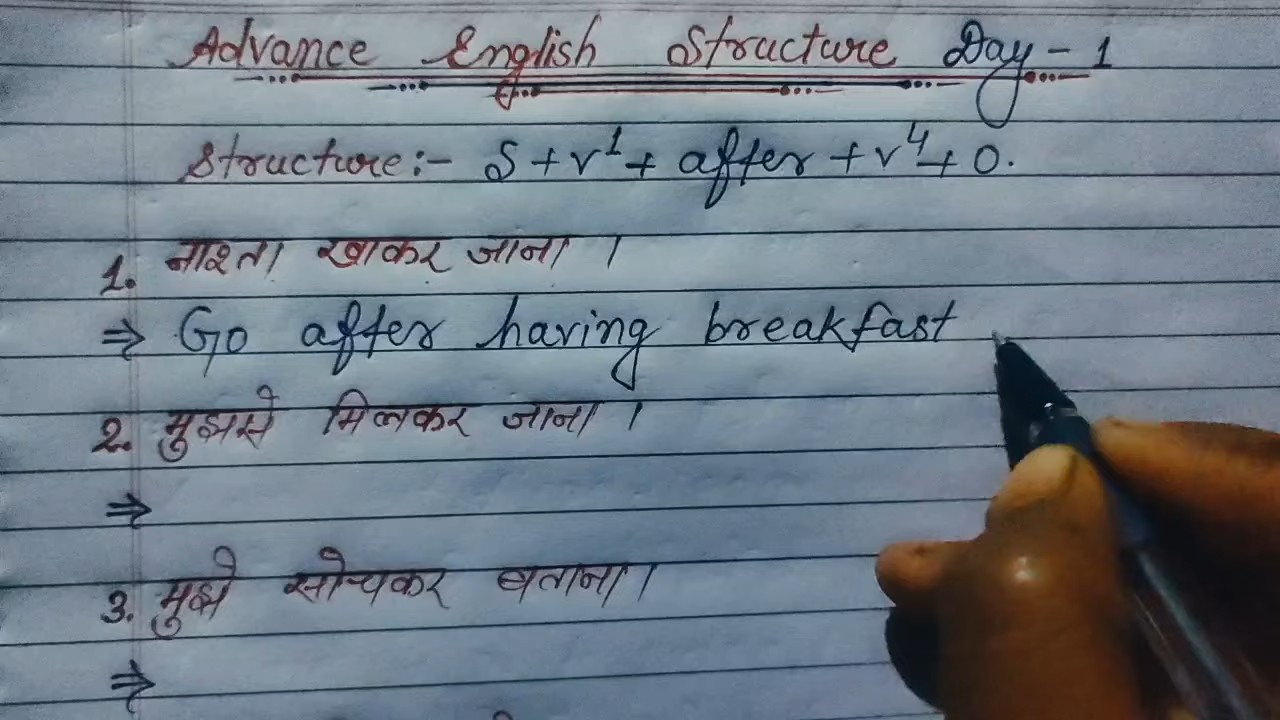 Advance English Structure Day - 1
Structure:- S + v¹ + after + v⁴ + O.
1. नाश्ता खाकर जाना ।
⇒ Go after having breakfast
2. मुझसे मिलकर जाना ।
⇒
3. मुझे सोचकर बताना ।
⇒